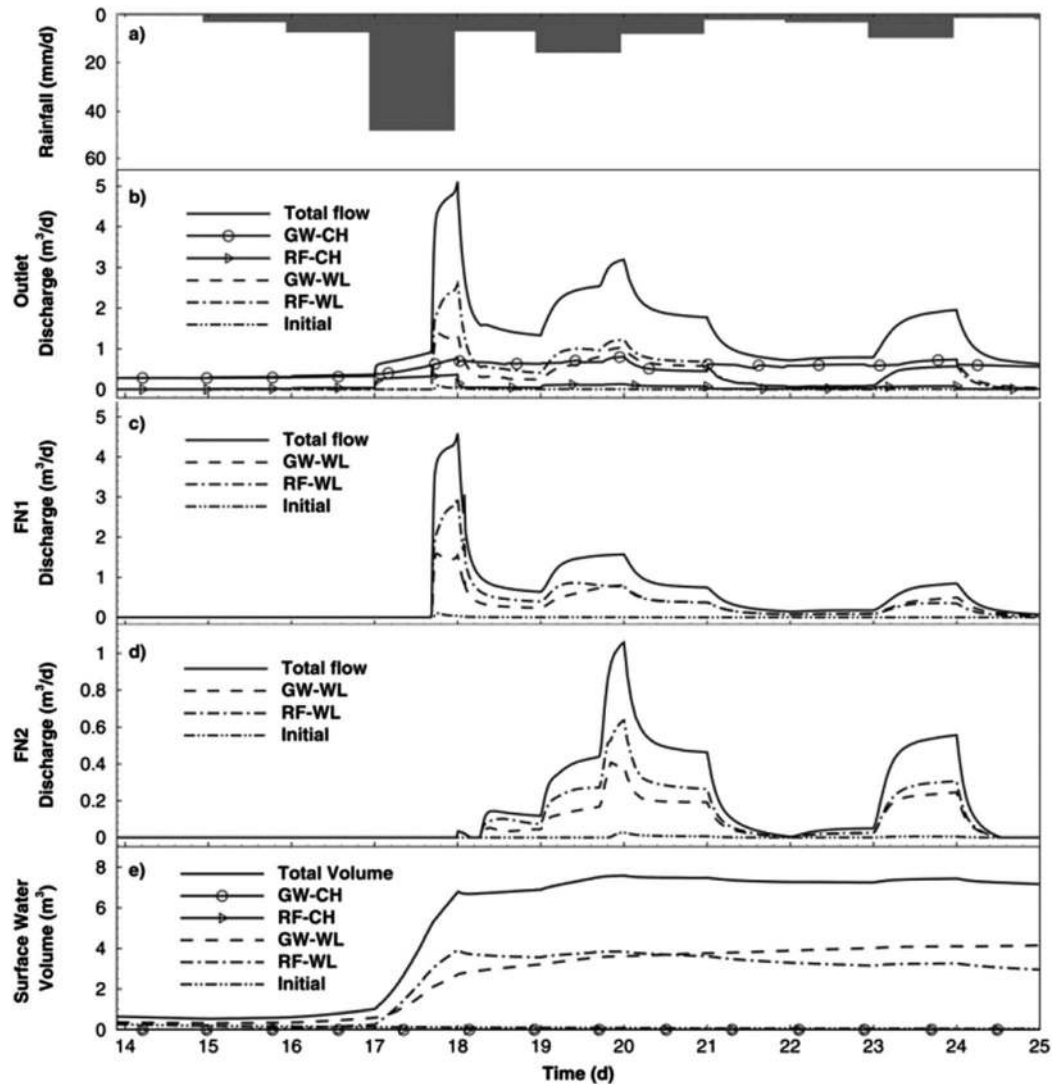 a)
Rainfall (mm/d)
0
20
40
60
b)
Outlet
Discharge (m³/d)
5
4
3
2
1
0
Total flow
GW-CH
RF-CH
GW-WL
RF-WL
Initial
c)
FN1
Discharge (m³/d)
5
4
3
2
1
0
Total flow
GW-WL
RF-WL
Initial
d)
FN2
Discharge (m³/d)
1
0.8
0.6
0.4
0.2
0
Total flow
GW-WL
RF-WL
Initial
e)
Surface Water
Volume (m³)
8
6
4
2
0
Total Volume
GW-CH
RF-CH
GW-WL
RF-WL
Initial
14 15 16 17 18 19 20 21 22 23 24 25
Time (d)